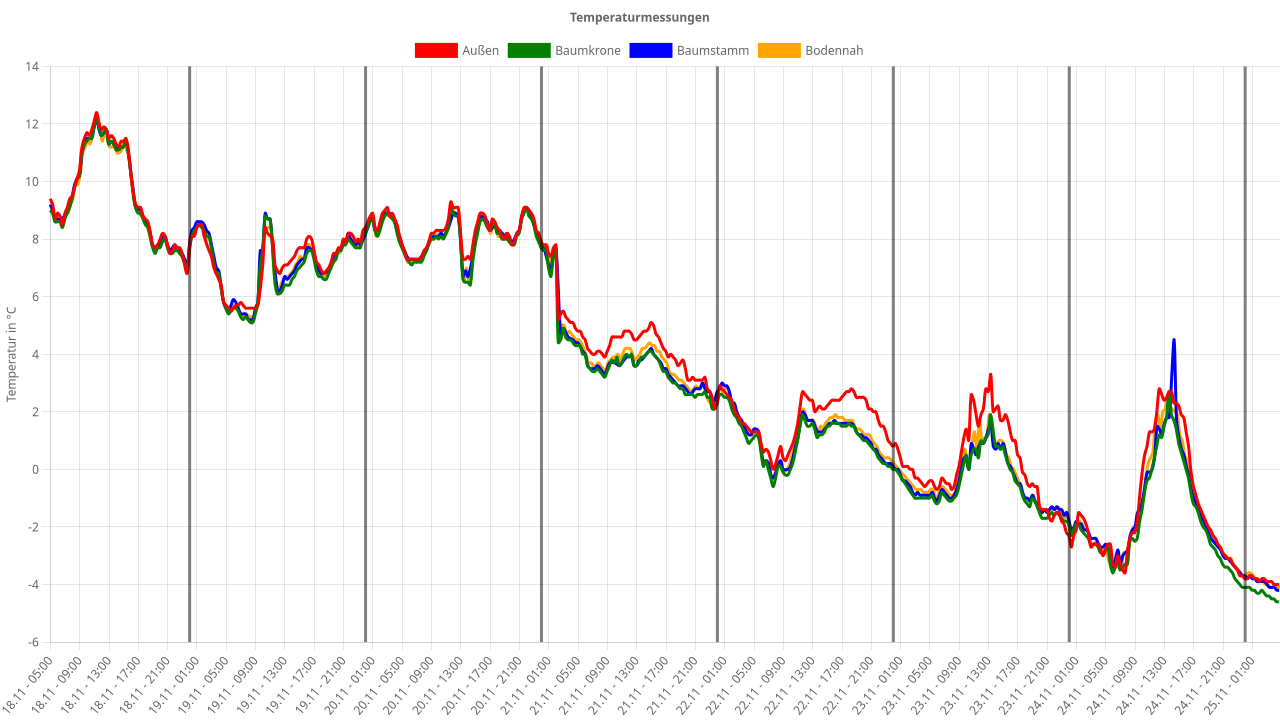 Temperaturmessungen
Außen Baumkrone Baumstamm Bodennah
Temperatur in °C
14
12
10
8
6
4
2
0
-2
-4
-6
18.11 - 05:00
18.11 - 09:00
18.11 - 13:00
18.11 - 17:00
18.11 - 21:00
19.11 - 01:00
19.11 - 05:00
19.11 - 09:00
19.11 - 13:00
19.11 - 17:00
19.11 - 21:00
20.11 - 01:00
20.11 - 05:00
20.11 - 09:00
20.11 - 13:00
20.11 - 17:00
20.11 - 21:00
21.11 - 01:00
21.11 - 05:00
21.11 - 09:00
21.11 - 13:00
21.11 - 17:00
21.11 - 21:00
22.11 - 01:00
22.11 - 05:00
22.11 - 09:00
22.11 - 13:00
22.11 - 17:00
22.11 - 21:00
23.11 - 01:00
23.11 - 05:00
23.11 - 09:00
23.11 - 13:00
23.11 - 17:00
23.11 - 21:00
24.11 - 01:00
24.11 - 05:00
24.11 - 09:00
24.11 - 13:00
24.11 - 17:00
24.11 - 21:00
25.11 - 01:00